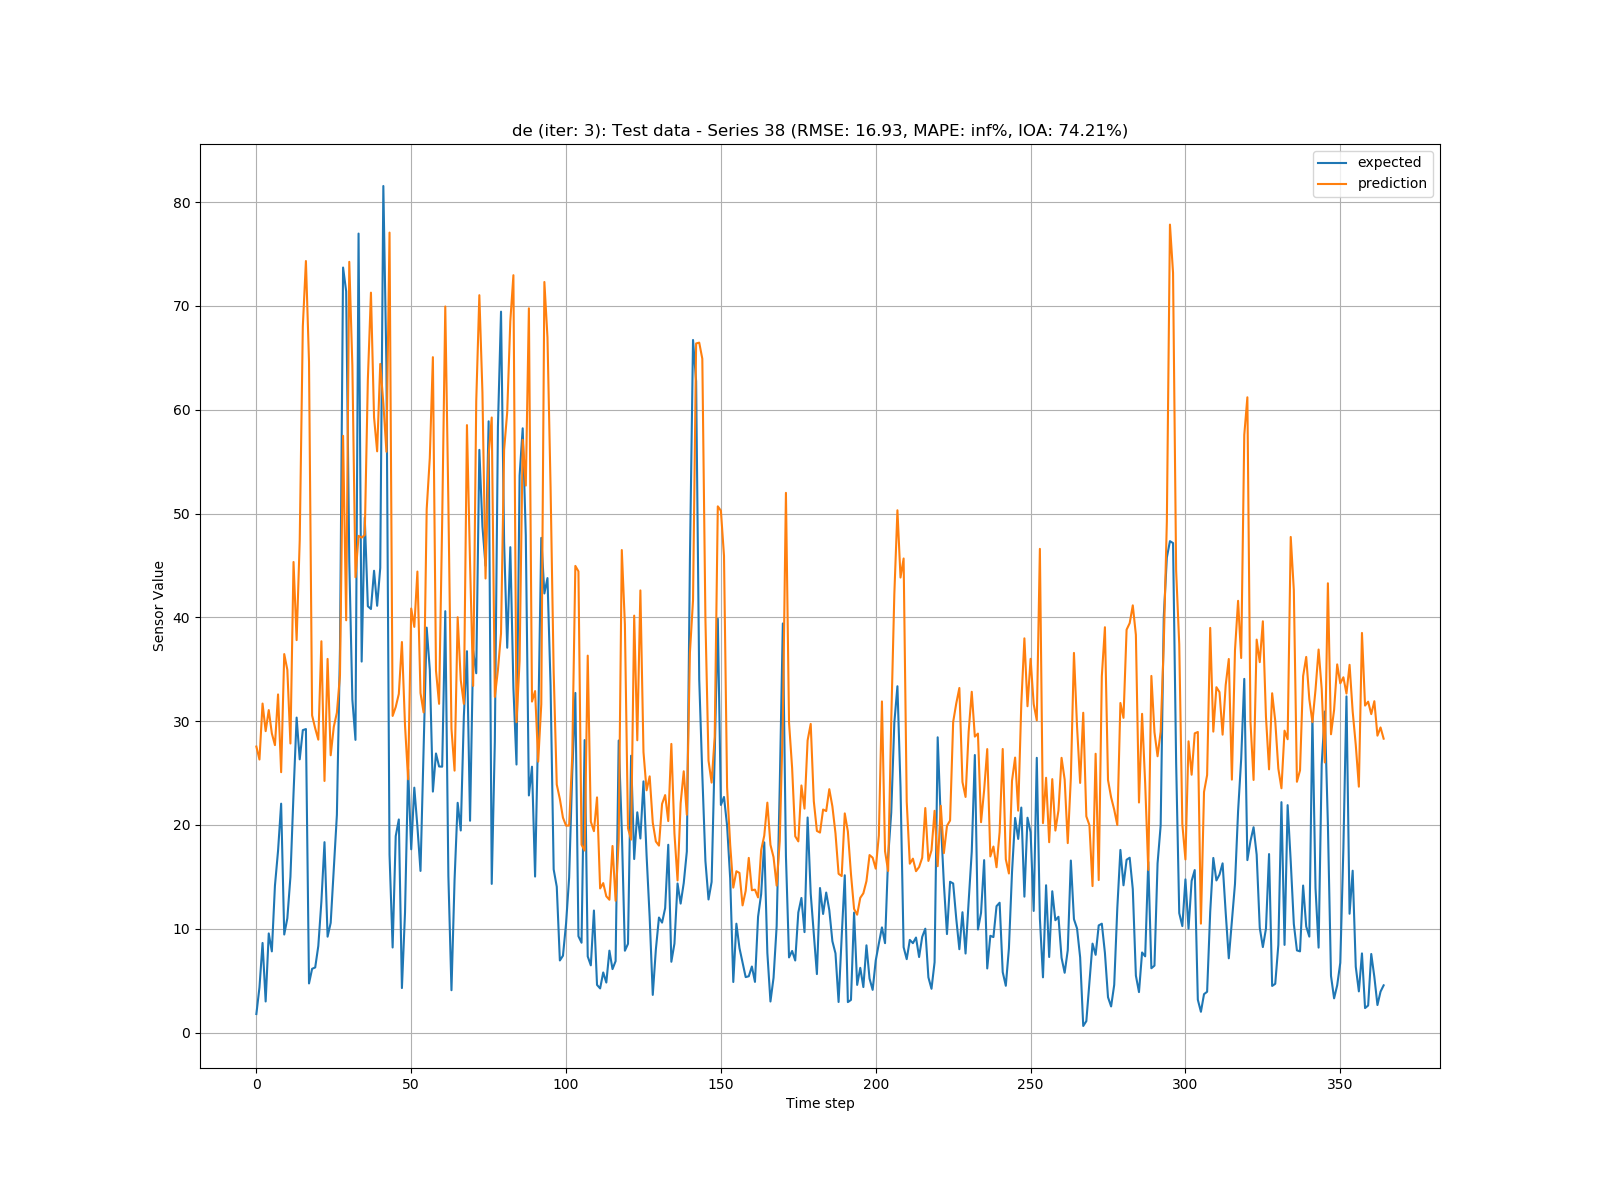 de (iter: 3): Test data - Series 38 (RMSE: 16.93, MAPE: inf%, IOA: 74.21%)
expected
prediction
80
70
60
50
40
30
20
10
0
Sensor Value
0 50 100 150 200 250 300 350
Time step